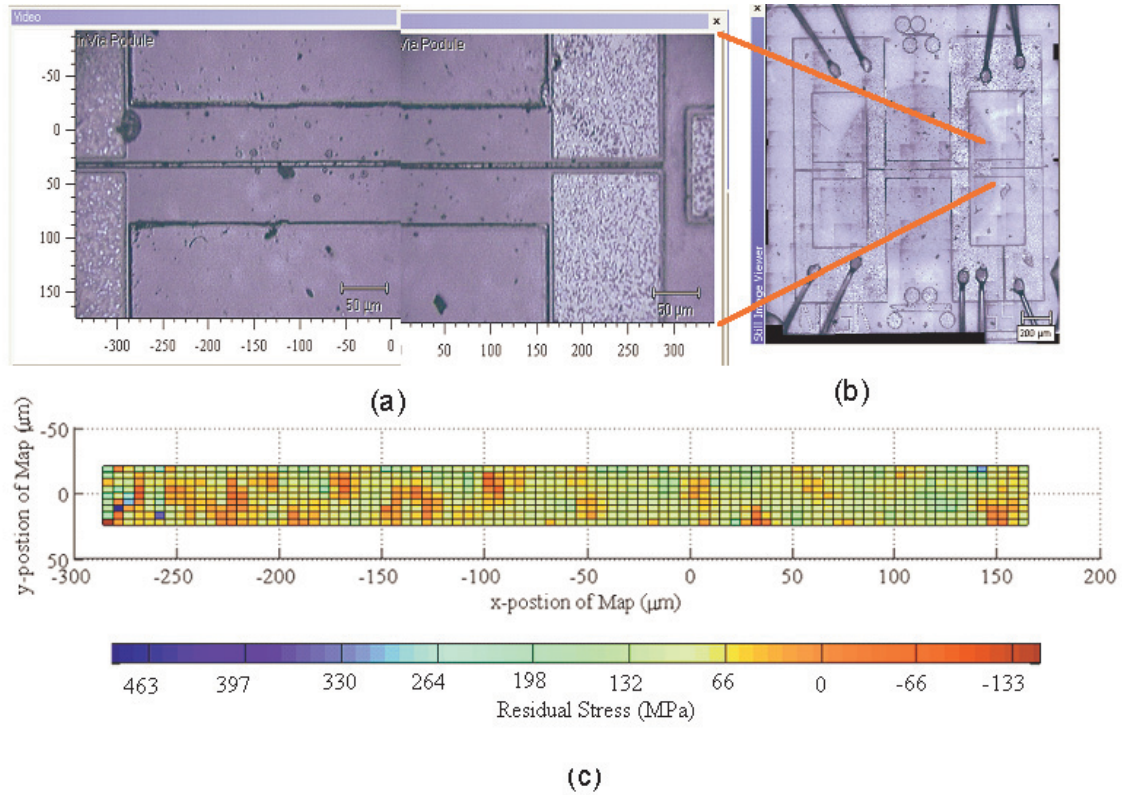 Video
×
×
InVia Podule
Via Podule
-50
0
50
100
150
50 µm
50 µm
-300 -250 -200 -150 -100 -50 0
50 100 150 200 250 300
Still Image Viewer
200 µm
(a)
(b)
y-postion of Map (µm)
-50
0
50
-300 -250 -200 -150 -100 -50 0 50 100 150 200
x-postion of Map (µm)
463 397 330 264 198 132 66 0 -66 -133
Residual Stress (MPa)
(c)